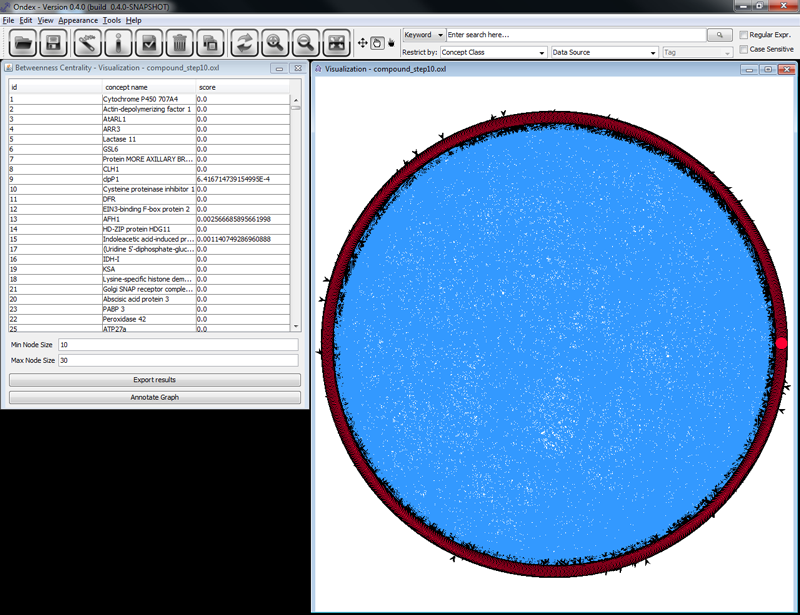 Ondex - Version 0.4.0 (build 0.4.0-SNAPSHOT)
File Edit View Appearance Tools Help
Keyword Enter search here... Regular Expr.
Restrict by: Concept Class Data Source Tag Case Sensitive
Betweenness Centrality - Visualization - compound_step10.oxl
id concept name score
1 Cytochrome P450 707A4 0.0
2 Actin-depolymerizing factor 1 0.0
3 AtARL1 0.0
4 ARR3 0.0
5 Lactase 11 0.0
6 GSL6 0.0
7 Protein MORE AXILLARY BR... 0.0
8 CLH1 0.0
9 clpP1 6.416714739154995E-4
10 Cysteine proteinase inhibitor 1 0.0
11 DFR 0.0
12 EIN3-binding F-box protein 2 0.0
13 AFH1 0.002566685895661998
14 HD-ZIP protein HDG11 0.0
15 Indoleacetic acid-induced pr... 0.001140749286960888
17 (Uridine 5'-diphosphate-gluc... 0.0
16 IDH-I 0.0
19 KSA 0.0
18 Lysine-specific histone dem... 0.0
21 Golgi SNAP receptor comple... 0.0
20 Abscisic acid protein 3 0.0
23 PABP 3 0.0
22 Peroxidase 42 0.0
25 ATP27a 0.0
Min Node Size 10
Max Node Size 30
Export results
Annotate Graph
Visualization - compound_step10.oxl